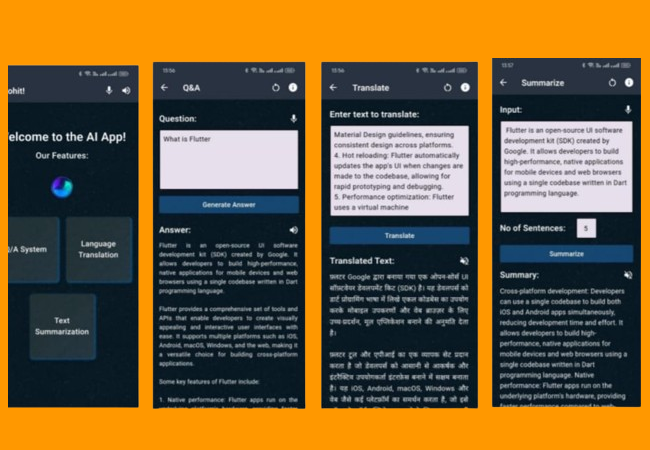 ohit!
elcome to the AI App!
Our Features:
/A System
Language
Translation
Text
Summarization
13:56
Q&A
Question:
What is Flutter
Generate Answer
Answer:
Flutter is an open-source UI software
development kit (SDK) created by Google. It
allows developers to build high-performance,
native applications for mobile devices and web
browsers using a single codebase written in Dart
programming language.
Flutter provides a comprehensive set of tools and
APIs that enable developers to create visually
appealing and interactive user interfaces with
ease. It supports multiple platforms such as iOS,
Android, macOS, Windows, and the web, making it
a versatile choice for building cross-platform
applications.
Some key features of Flutter include:
1. Native performance: Flutter apps run on the
13:56
Translate
Enter text to translate:
Material Design guidelines, ensuring
consistent design across platforms.
4. Hot reloading: Flutter automatically
updates the app's UI when changes are
made to the codebase, allowing for
rapid prototyping and debugging.
5. Performance optimization: Flutter
uses a virtual machine
Translate
Translated Text:
फ़्लटर Google द्वारा बनाया गया एक ओपन-सोर्स UI
सॉफ़्टवेयर डेवलपमेंट किट (SDK) है। यह डेवलपर्स को
डार्ट प्रोग्रामिंग भाषा में लिखे एकल कोडबेस का उपयोग
करके मोबाइल उपकरणों और वेब ब्राउज़र के लिए
उच्च-प्रदर्शन, मूल एप्लिकेशन बनाने की अनुमति देता
है।
फ़्लटर टूल और एपीआई का एक व्यापक सेट प्रदान
करता है जो डेवलपर्स को आसानी से आकर्षक और
इंटरैक्टिव उपयोगकर्ता इंटरफ़ेस बनाने में सक्षम बनाता
है। यह iOS, Android, macOS, Windows और
वेब जैसे कई प्लेटफ़ॉर्म का समर्थन करता है, जो इसे
13:57
Summarize
Input:
Flutter is an open-source UI software
development kit (SDK) created by
Google. It allows developers to build
high-performance, native applications
for mobile devices and web browsers
using a single codebase written in Dart
programming language.
No of Sentences:
5
Summarize
Summary:
Cross-platform development: Developers
can use a single codebase to build both
iOS and Android apps simultaneously,
reducing development time and effort. It
allows developers to build high-
performance, native applications for
mobile devices and web browsers using a
single codebase written in Dart
programming language. Native
performance: Flutter apps run on the
underlying platform's hardware, providing